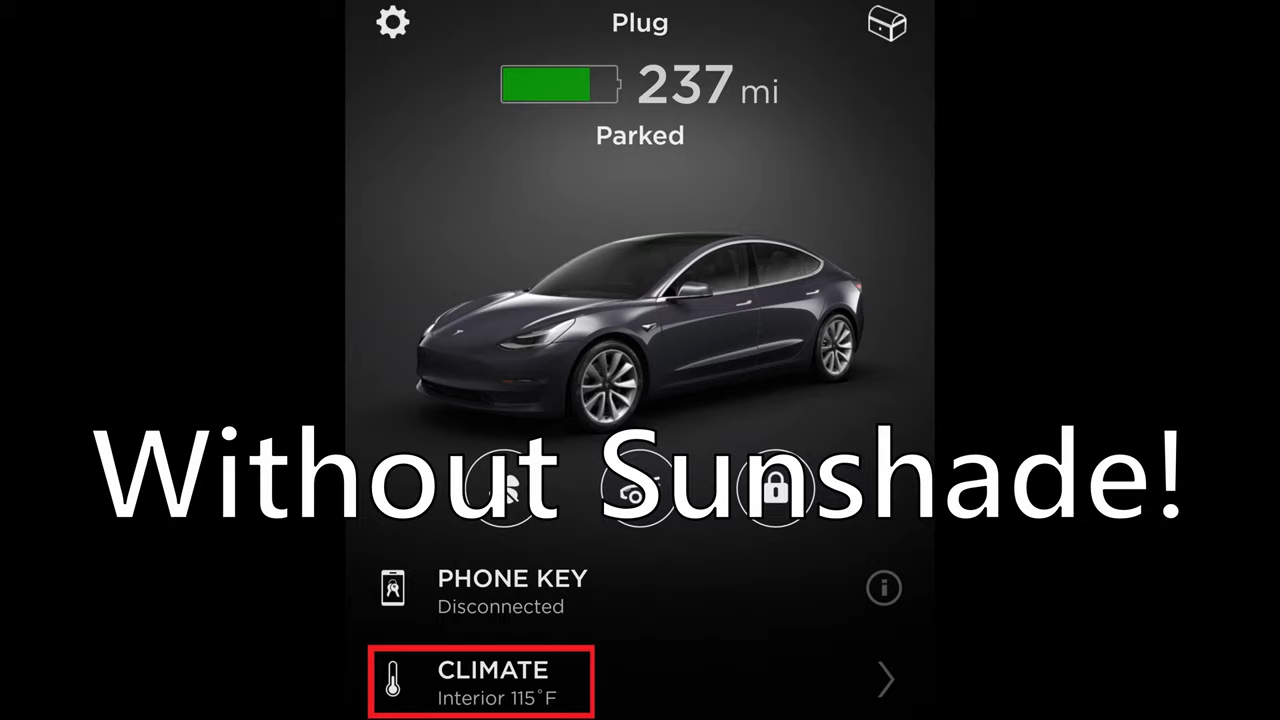 Plug
237 mi
Parked
Without Sunshade!
PHONE KEY
Disconnected
CLIMATE
Interior 115°F